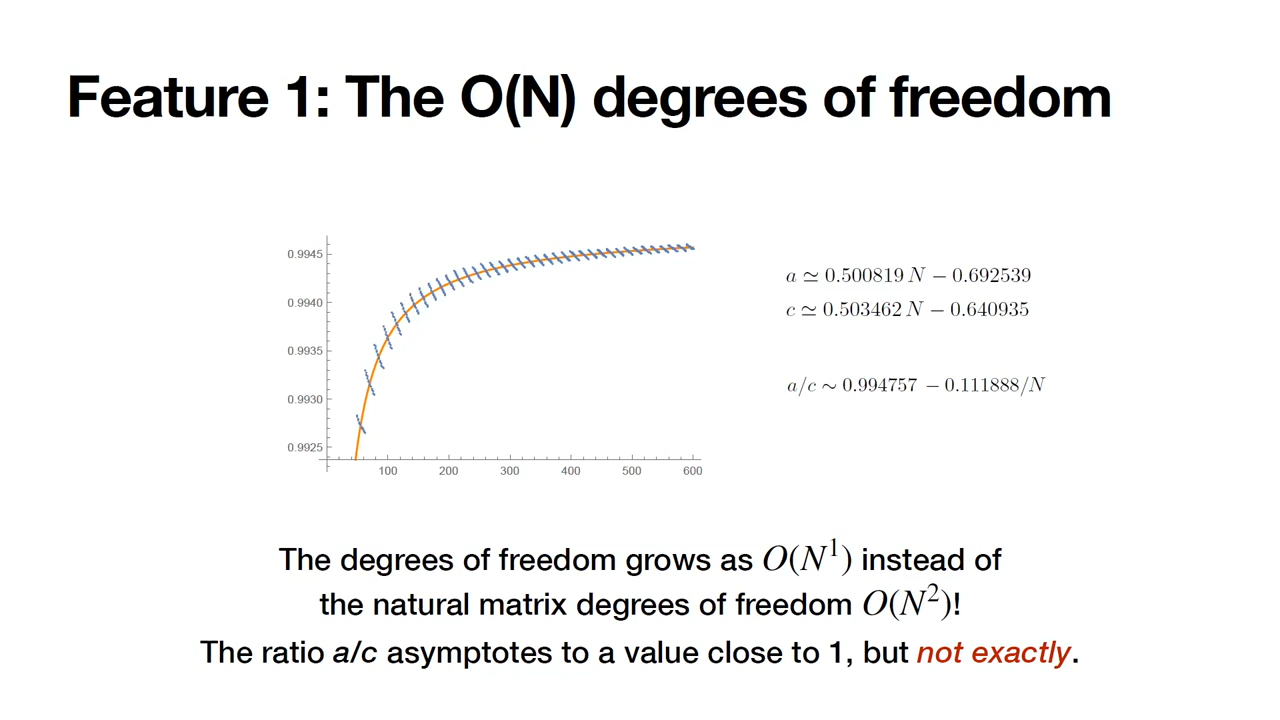 Feature 1: The O(N) degrees of freedom
0.9945
0.9940
0.9935
0.9930
0.9925
100 200 300 400 500 600
a ≃ 0.500819 N − 0.692539
c ≃ 0.503462 N − 0.640935
a/c ∼ 0.994757 − 0.111888/N
The degrees of freedom grows as O(N¹) instead of
the natural matrix degrees of freedom O(N²)!
The ratio a/c asymptotes to a value close to 1, but not exactly.